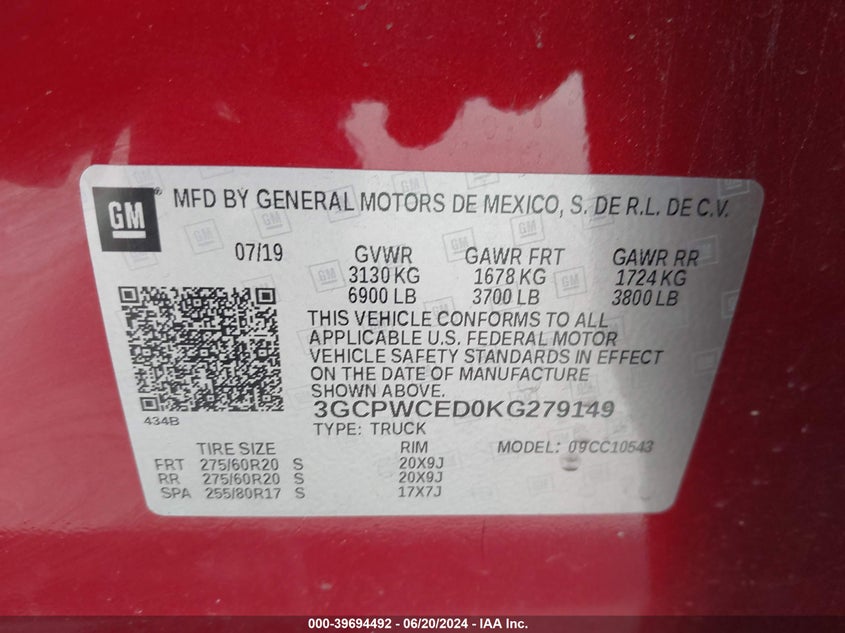 GM ® MFD BY GENERAL MOTORS DE MEXICO, S. DE R.L. DE C.V.
07/19 GVWR GAWR FRT GAWR RR
3130 KG 1678 KG 1724 KG
6900 LB 3700 LB 3800 LB
THIS VEHICLE CONFORMS TO ALL
APPLICABLE U.S. FEDERAL MOTOR
VEHICLE SAFETY STANDARDS IN EFFECT
ON THE DATE OF MANUFACTURE
SHOWN ABOVE.
3GCPWCED0KG279149
434B
TYPE: TRUCK MODEL: 09CC10543
TIRE SIZE RIM
FRT 275/60R20 S 20X9J
RR 275/60R20 S 20X9J
SPA 255/80R17 S 17X7J
000-39694492 - 06/20/2024 - IAA Inc.